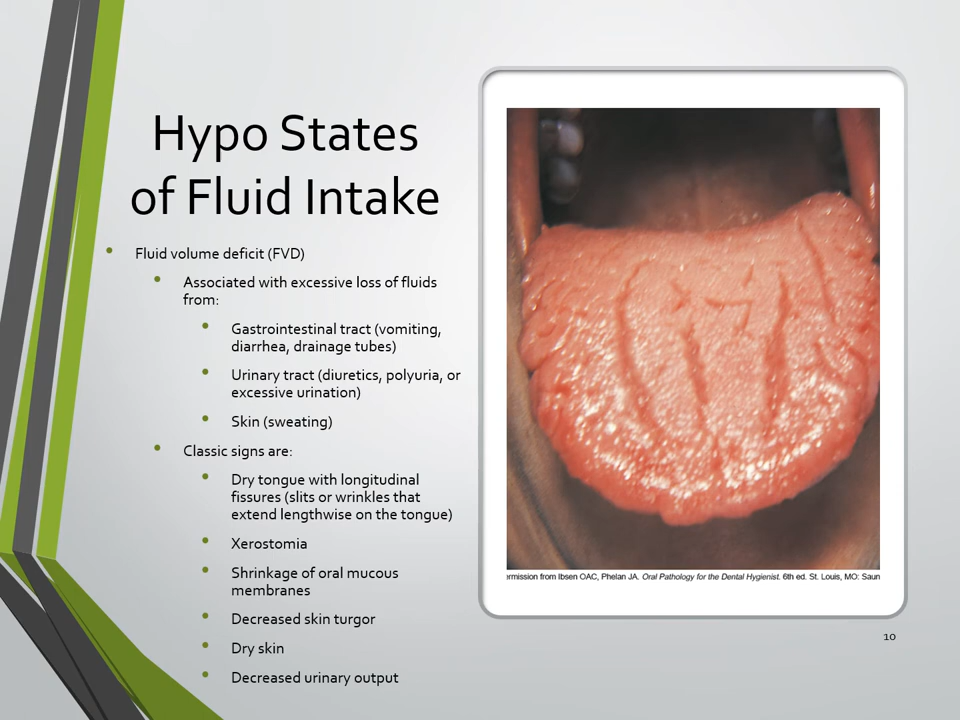 Hypo States
of Fluid Intake
Fluid volume deficit (FVD)
Associated with excessive loss of fluids
from:
Gastrointestinal tract (vomiting,
diarrhea, drainage tubes)
Urinary tract (diuretics, polyuria, or
excessive urination)
Skin (sweating)
Classic signs are:
Dry tongue with longitudinal
fissures (slits or wrinkles that
extend lengthwise on the tongue)
Xerostomia
Shrinkage of oral mucous
membranes
Decreased skin turgor
Dry skin
Decreased urinary output
ermission from Ibsen OAC, Phelan JA. Oral Pathology for the Dental Hygienist. 6th ed. St. Louis, MO: Saun
10